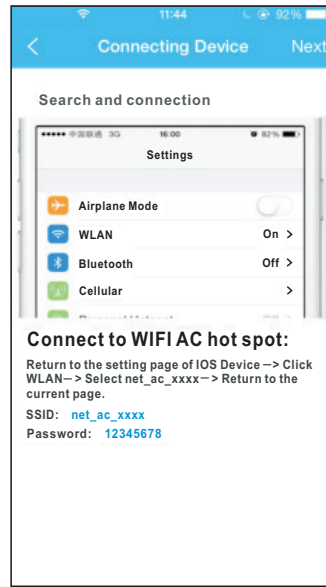 11:44 92%
Connecting Device Next
Search and connection
中国联通 3G 16:00 82%
Settings
Airplane Mode
WLAN On
Bluetooth Off
Cellular
Connect to WIFI AC hot spot:
Return to the setting page of IOS Device —> Click
WLAN—> Select net_ac_xxxx—> Return to the
current page.
SSID: net_ac_xxxx
Password: 12345678